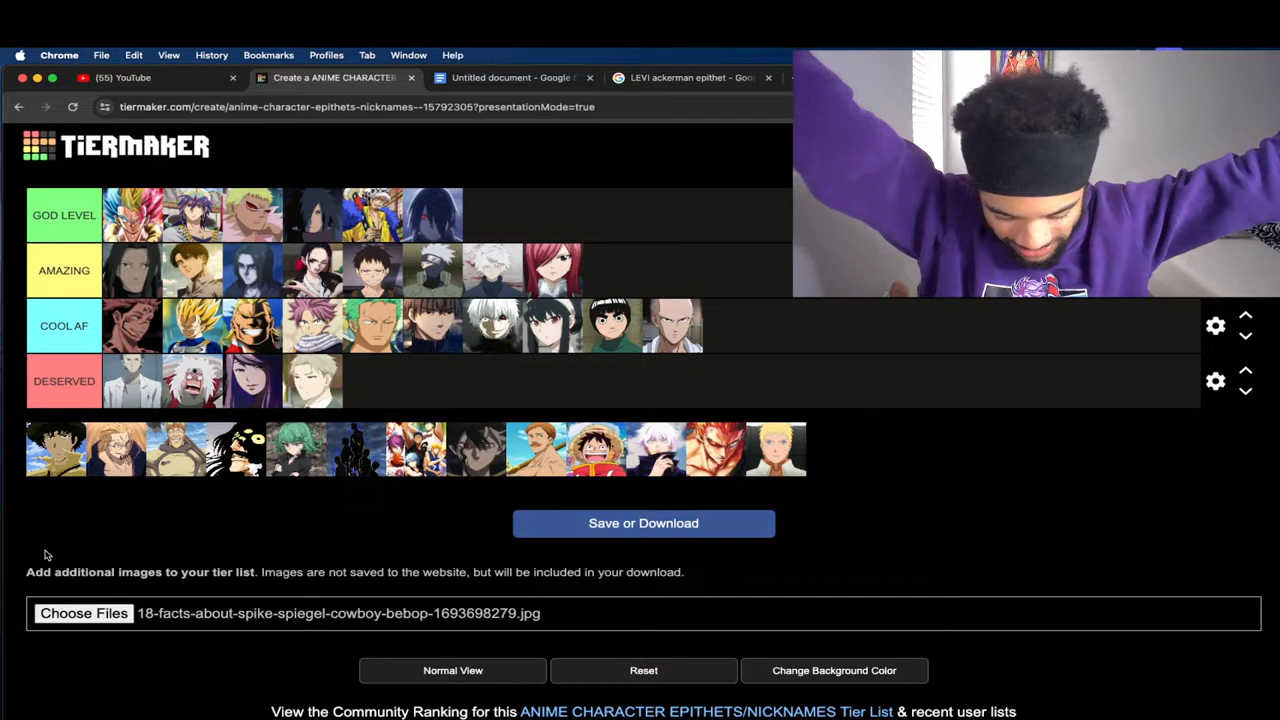 Chrome File Edit View History Bookmarks Profiles Tab Window Help
(55) YouTube
Create a ANIME CHARACTER
Untitled document - Google D
LEVI ackerman epithet - Goo
tiermaker.com/create/anime-character-epithets-nicknames--15792305?presentationMode=true
TiERMAKER
GOD LEVEL
AMAZING
COOL AF
DESERVED
Save or Download
Add additional images to your tier list. Images are not saved to the website, but will be included in your download.
Choose Files 18-facts-about-spike-spiegel-cowboy-bebop-1693698279.jpg
Normal View Reset Change Background Color
View the Community Ranking for this ANIME CHARACTER EPITHETS/NICKNAMES Tier List & recent user lists